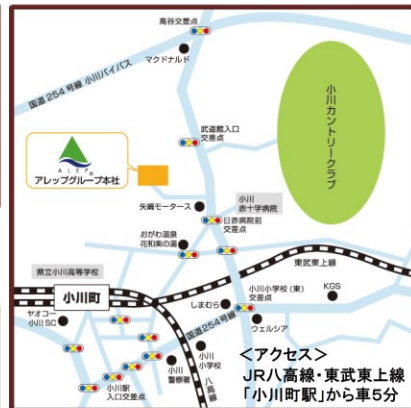 高谷交差点
マクドナルド
国道254号線 小川バイパス
武道館入口
交差点
小川カントリークラブ
ALEP®
アレップグループ本社
矢嶋モータース
小川
赤十字病院
日赤病院前
交差点
おがわ温泉
花和楽の湯
県立小川高等学校
東武東上線
小川町
しまむら
小川小学校(東)
交差点
KGS
ヤオコー
小川SC
国道254号線
ウェルシア
小川駅
入口交差点
小川
警察署
小川
小学校
八高線
<アクセス>
JR八高線・東武東上線
「小川町駅」から車5分